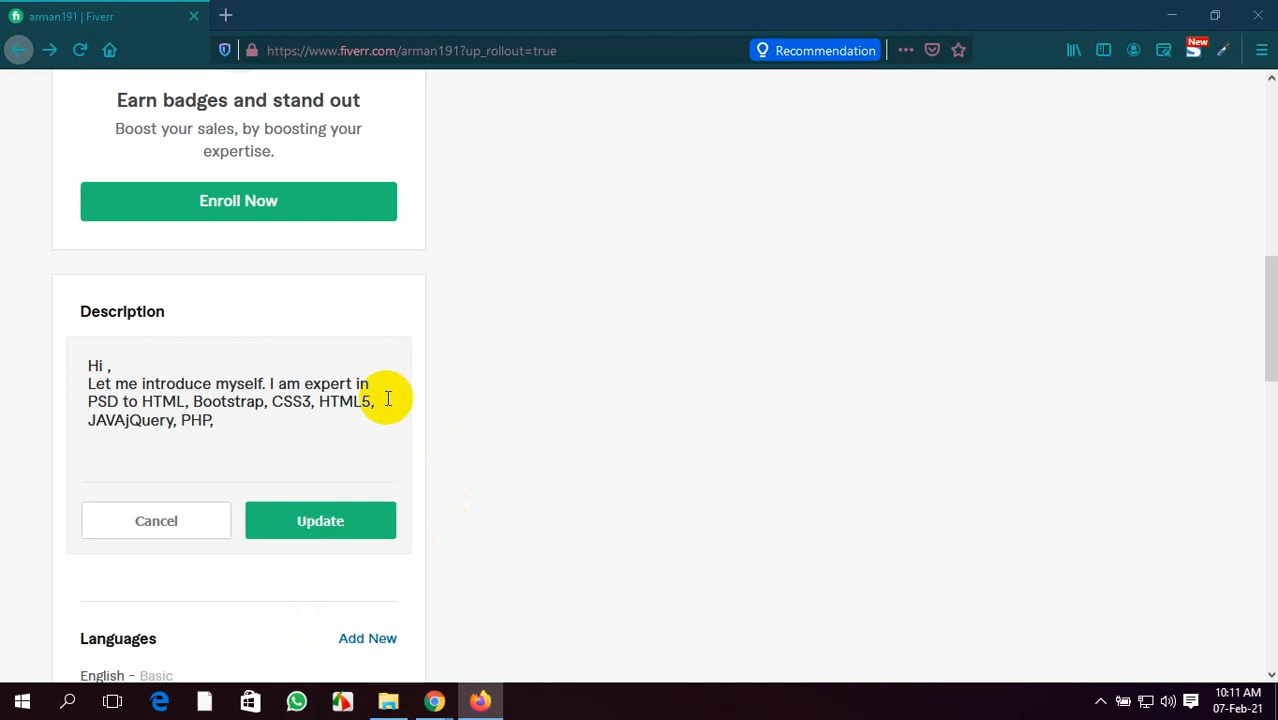 arman191 | Fiverr
https://www.fiverr.com/arman191?up_rollout=true
Recommendation
New
Earn badges and stand out
Boost your sales, by boosting your
expertise.
Enroll Now
Description
Hi ,
Let me introduce myself. I am expert in
PSD to HTML, Bootstrap, CSS3, HTML5,
JAVAjQuery, PHP,
Cancel
Update
Languages
Add New
English - Basic
10:11 AM
07-Feb-21